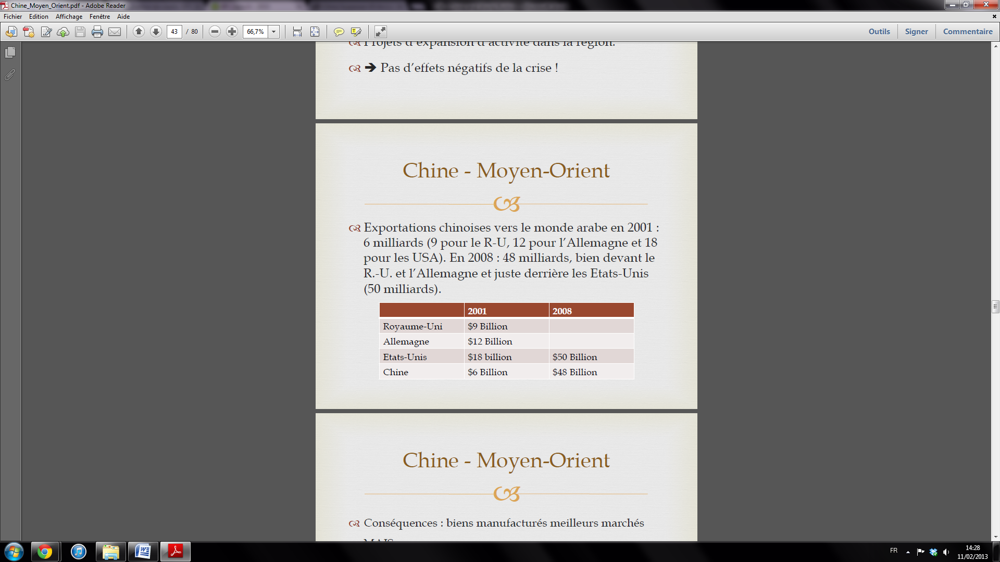 Chine_Moyen_Orient.pdf - Adobe Reader
Fichier Edition Affichage Fenêtre Aide
43 / 80 66,7% Outils Signer Commentaire
Projets d'expansion d'activité dans la région.
➔ Pas d’effets négatifs de la crise !
Chine - Moyen-Orient
Exportations chinoises vers le monde arabe en 2001 :
6 milliards (9 pour le R-U, 12 pour l’Allemagne et 18
pour les USA). En 2008 : 48 milliards, bien devant le
R.-U. et l’Allemagne et juste derrière les Etats-Unis
(50 milliards).
2001 2008
Royaume-Uni $9 Billion
Allemagne $12 Billion
Etats-Unis $18 billion $50 Billion
Chine $6 Billion $48 Billion
Chine - Moyen-Orient
Conséquences : biens manufacturés meilleurs marchés
MAIS
FR 14:28
11/02/2013